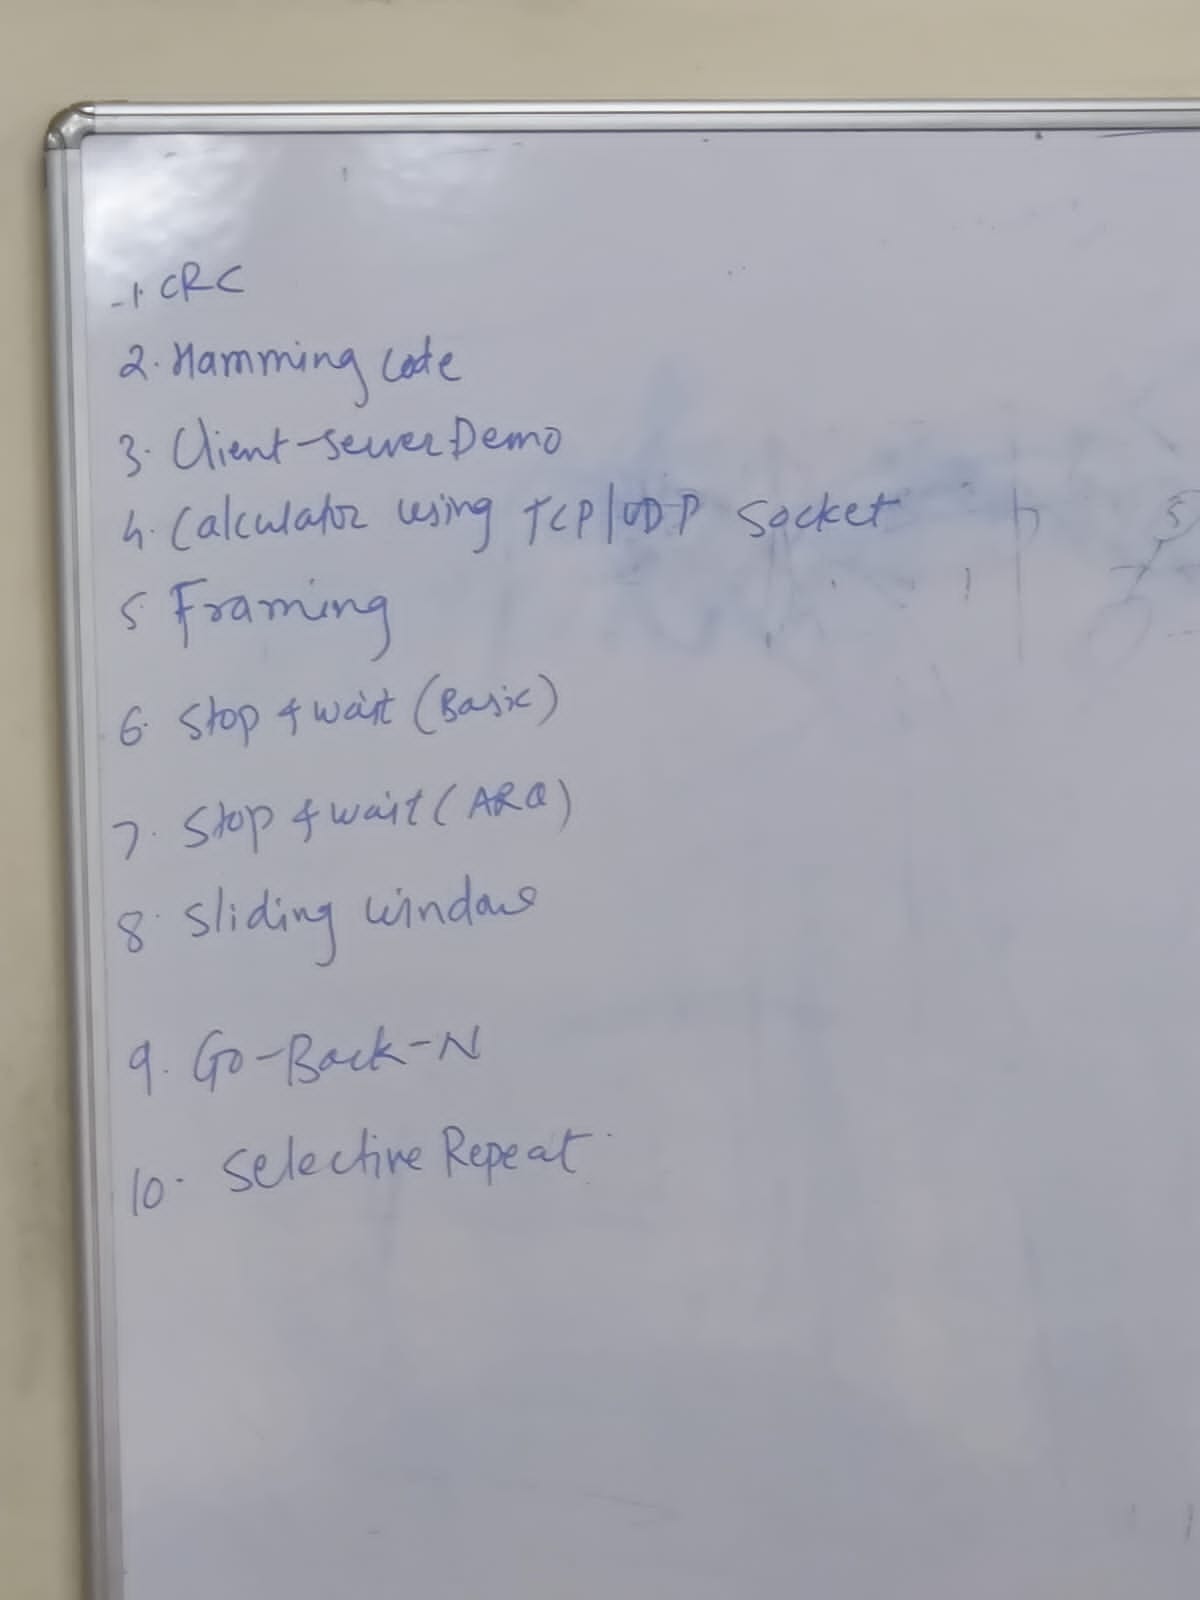 1. CRC
2. Hamming code
3. Client-server Demo
4. Calculator using TCP/UDP Socket
5 Framing
6. Stop & wait (Basic)
7. Stop & wait (ARQ)
8. Sliding window
9. Go-Back-N
10. Selective Repeat